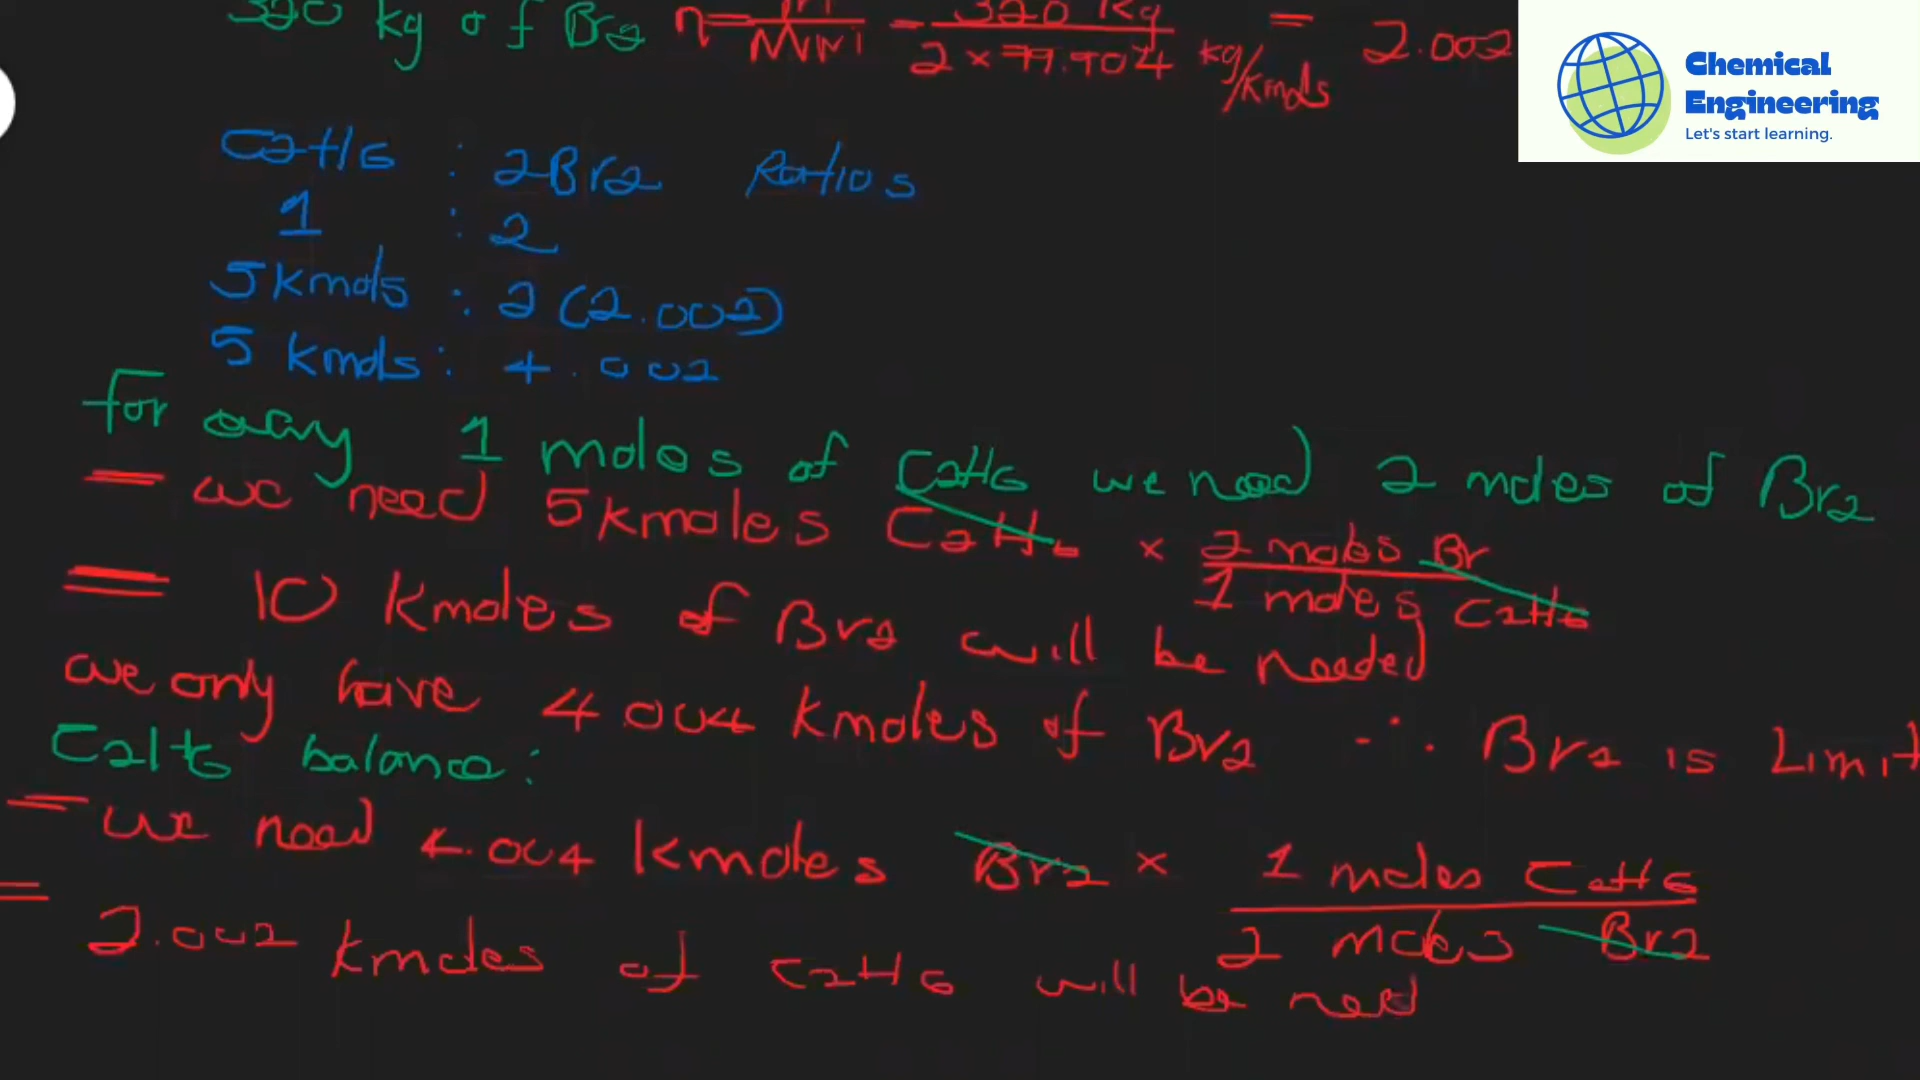 320 kg of Br2 n = m/MM = 320 kg / 2 × 79.904 kg/kmols = 2.002
Chemical
Engineering
Let's start learning.
C2H6 : 2Br2 Ratios
1 : 2
5 kmols : 2 (2.002)
5 kmols : 4.002
for evay 1 moles of C2H6 we need 2 moles of Br2
= we need 5 kmoles C2H6 × 2 moles Br / 1 moles C2H6
= 10 Kmoles of Br2 will be needed
we only have 4.004 kmoles of Br2 ∴ Br2 is Limit
C2H6 balance:
= we need 4.004 kmoles Br2 × 1 moles C2H6 / 2 moles Br2
= 2.002 kmoles of C2H6 will be need